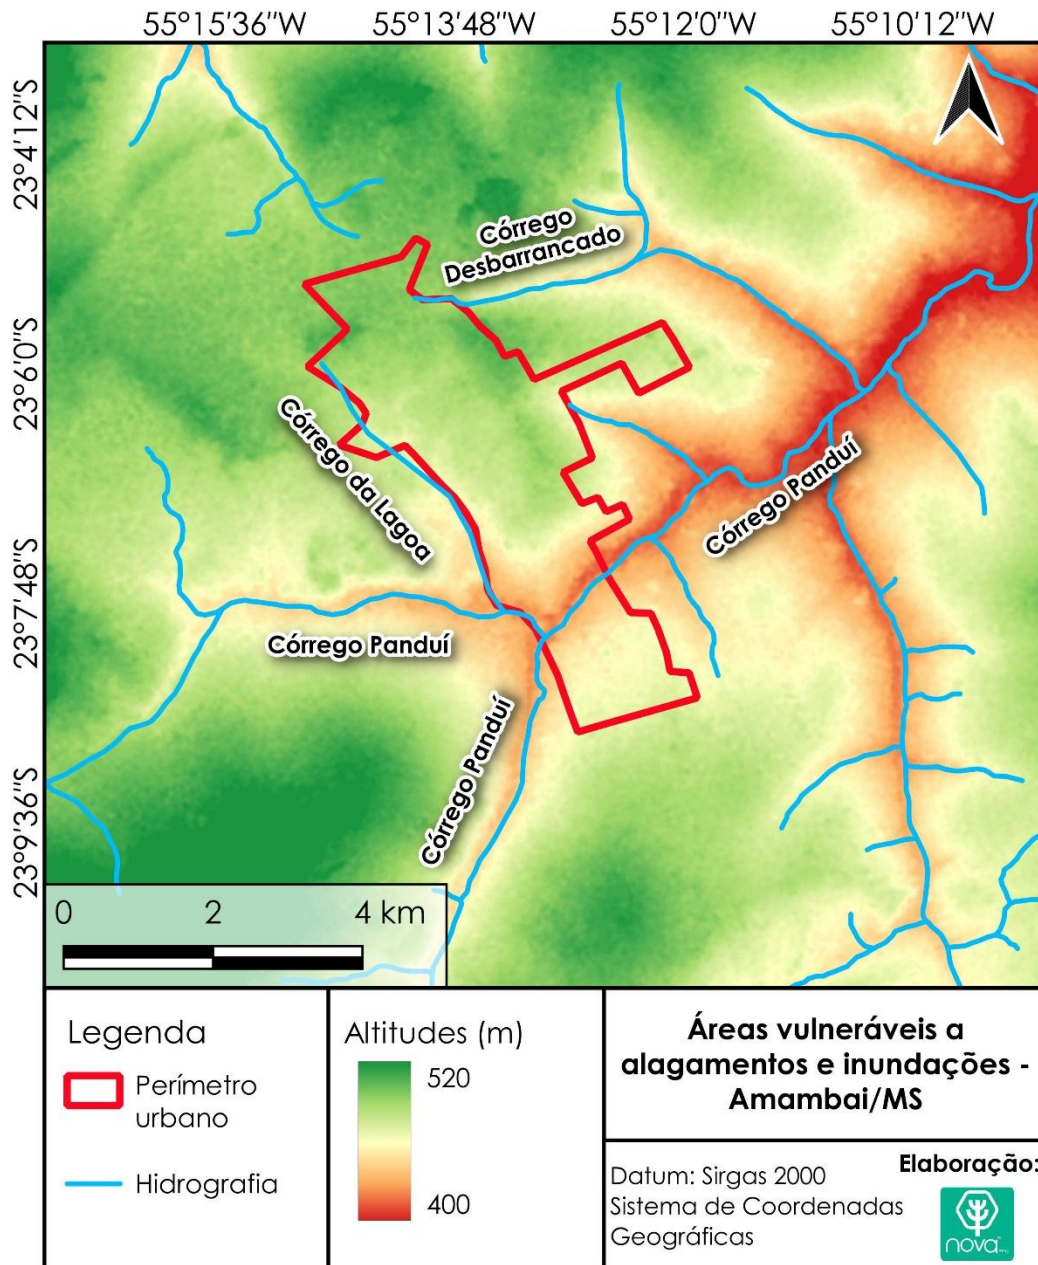 55°15'36"W 55°13'48"W 55°12'0"W 55°10'12"W
23°4'12"S
23°6'0"S
23°7'48"S
23°9'36"S
Córrego
Desbarrancado
Córrego da Lagoa
Córrego Panduí
Córrego Panduí
Córrego Panduí
0 2 4 km
Legenda
Perímetro
urbano
Hidrografia
Altitudes (m)
520
400
Áreas vulneráveis a
alagamentos e inundações -
Amambai/MS
Datum: Sirgas 2000
Sistema de Coordenadas
Geográficas
Elaboração:
nova